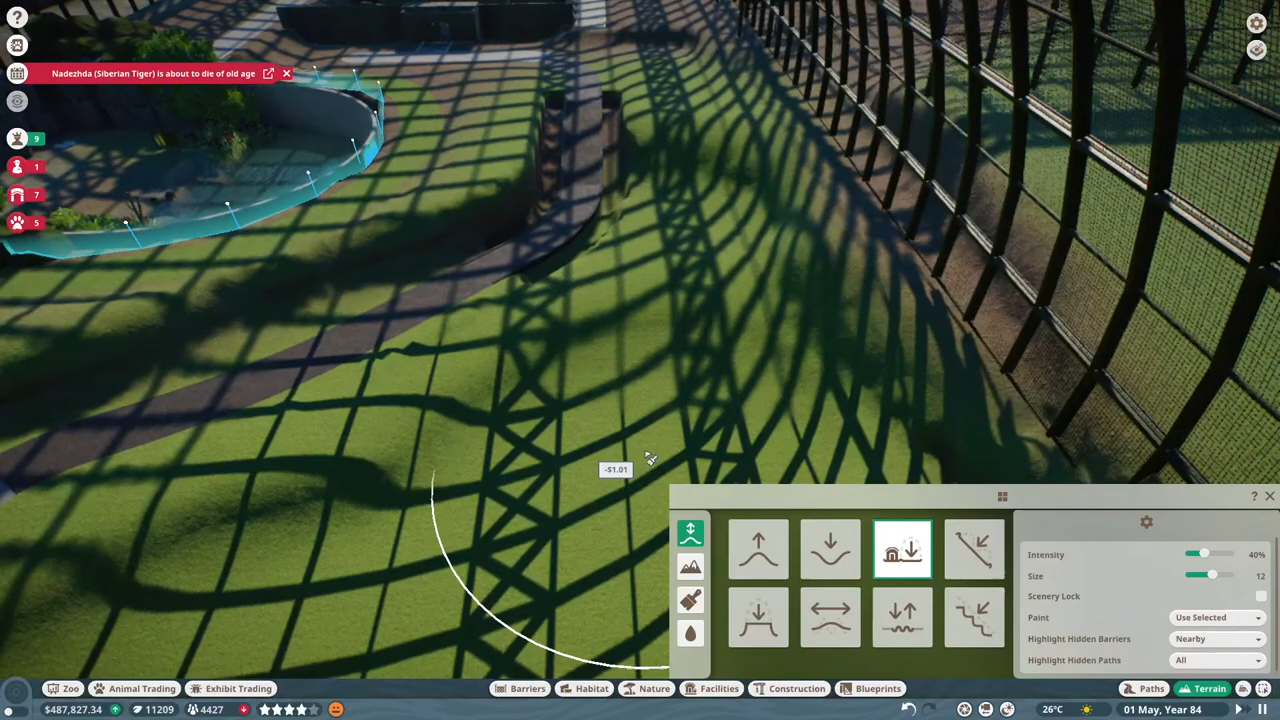 ?
Nadezhda (Siberian Tiger) is about to die of old age
9
1
7
5
-$1.01
?
Intensity 40%
Size 12
Scenery Lock
Paint Use Selected
Highlight Hidden Barriers Nearby
Highlight Hidden Paths All
Zoo Animal Trading Exhibit Trading Barriers Habitat Nature Facilities Construction Blueprints Paths Terrain
$487,827.34 11209 4427 26°C 01 May, Year 84